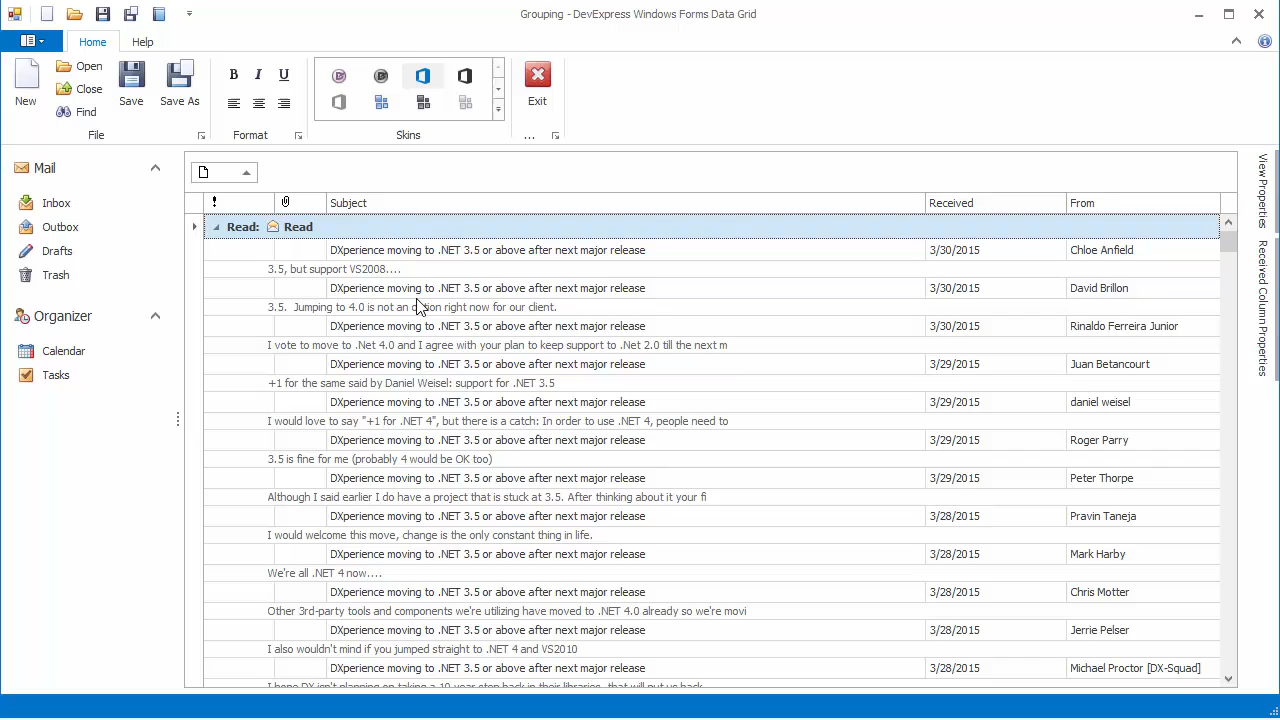 Grouping - DevExpress Windows Forms Data Grid
Home Help
New
Open
Close
Find
Save
Save As
B I U
Exit
File Format Skins ...
Mail
Inbox
Outbox
Drafts
Trash
Organizer
Calendar
Tasks
! Subject Received From
Read: Read
DXperience moving to .NET 3.5 or above after next major release 3/30/2015 Chloe Anfield
3.5, but support VS2008....
DXperience moving to .NET 3.5 or above after next major release 3/30/2015 David Brillon
3.5. Jumping to 4.0 is not an option right now for our client.
DXperience moving to .NET 3.5 or above after next major release 3/30/2015 Rinaldo Ferreira Junior
I vote to move to .Net 4.0 and I agree with your plan to keep support to .Net 2.0 till the next m
DXperience moving to .NET 3.5 or above after next major release 3/29/2015 Juan Betancourt
+1 for the same said by Daniel Weisel: support for .NET 3.5
DXperience moving to .NET 3.5 or above after next major release 3/29/2015 daniel weisel
I would love to say "+1 for .NET 4", but there is a catch: In order to use .NET 4, people need to
DXperience moving to .NET 3.5 or above after next major release 3/29/2015 Roger Parry
3.5 is fine for me (probably 4 would be OK too)
DXperience moving to .NET 3.5 or above after next major release 3/29/2015 Peter Thorpe
Although I said earlier I do have a project that is stuck at 3.5. After thinking about it your fi
DXperience moving to .NET 3.5 or above after next major release 3/28/2015 Pravin Taneja
I would welcome this move, change is the only constant thing in life.
DXperience moving to .NET 3.5 or above after next major release 3/28/2015 Mark Harby
We're all .NET 4 now....
DXperience moving to .NET 3.5 or above after next major release 3/28/2015 Chris Motter
Other 3rd-party tools and components we're utilizing have moved to .NET 4.0 already so we're movi
DXperience moving to .NET 3.5 or above after next major release 3/28/2015 Jerrie Pelser
I also wouldn't mind if you jumped straight to .NET 4 and VS2010
DXperience moving to .NET 3.5 or above after next major release 3/28/2015 Michael Proctor [DX-Squad]
I hope DX isn't planning on taking a 10 year step back in their libraries, that will put us back
View Properties
Received Column Properties